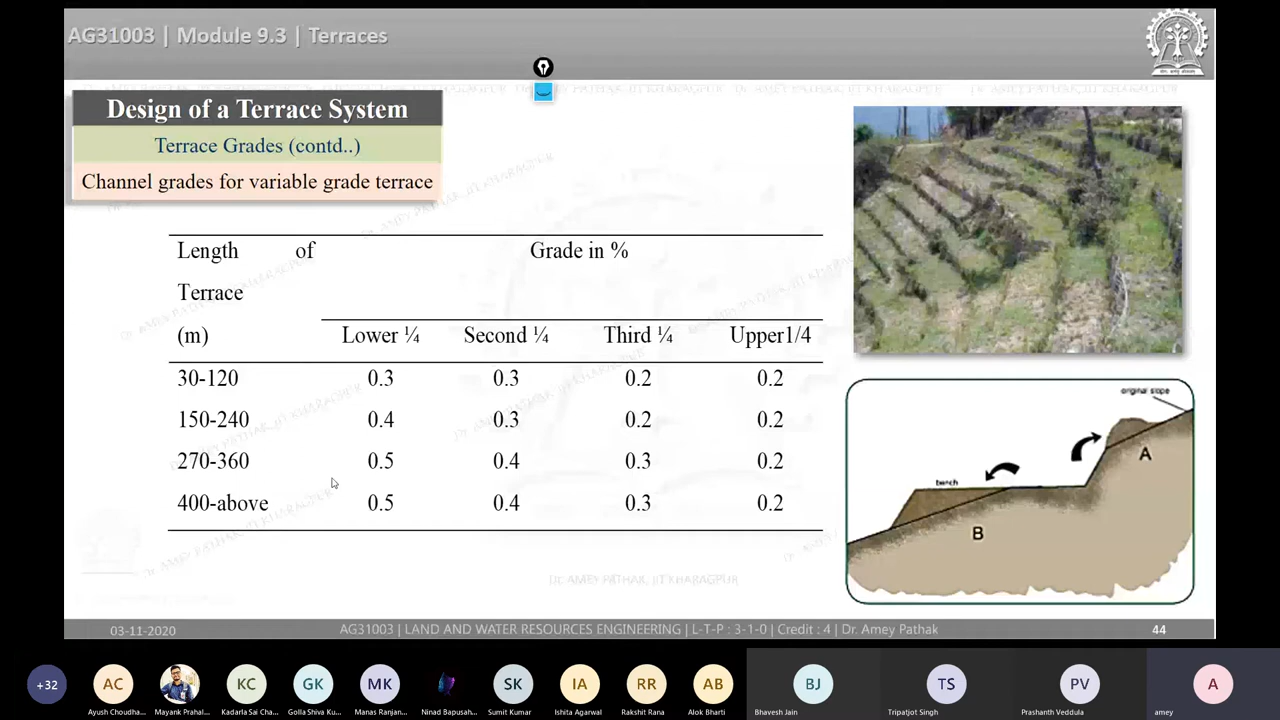 AG31003 | Module 9.3 | Terraces
Design of a Terrace System
Terrace Grades (contd..)
Channel grades for variable grade terrace
Length of Grade in %
Terrace
(m) Lower ¼ Second ¼ Third ¼ Upper1/4
30-120 0.3 0.3 0.2 0.2
150-240 0.4 0.3 0.2 0.2
270-360 0.5 0.4 0.3 0.2
400-above 0.5 0.4 0.3 0.2
original slope
A
bench
B
Dr. AMEY PATHAK, IIT KHARAGPUR
03-11-2020 AG31003 | LAND AND WATER RESOURCES ENGINEERING | L-T-P : 3-1-0 | Credit : 4 | Dr. Amey Pathak 44
+32 AC KC GK MK SK IA RR AB BJ TS PV A
Ayush Choudha... Mayank Prahal... Kadarla Sai Cha... Golla Shiva Ku... Manas Ranjan... Ninad Bapusah... Sumit Kumar Ishita Agarwal Rakshit Rana Alok Bharti Bhavesh Jain Tripatjot Singh Prashanth Veddula amey